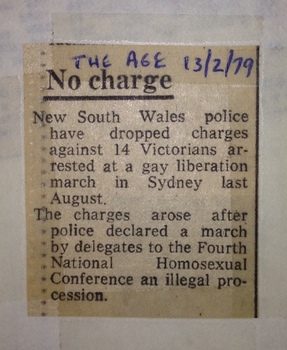 THE AGE 13/2/79
No charge
New South Wales police
have dropped charges
against 14 Victorians ar-
rested at a gay liberation
march in Sydney last
August.
The charges arose after
police declared a march
by delegates to the Fourth
National Homosexual
Conference an illegal pro-
cession.